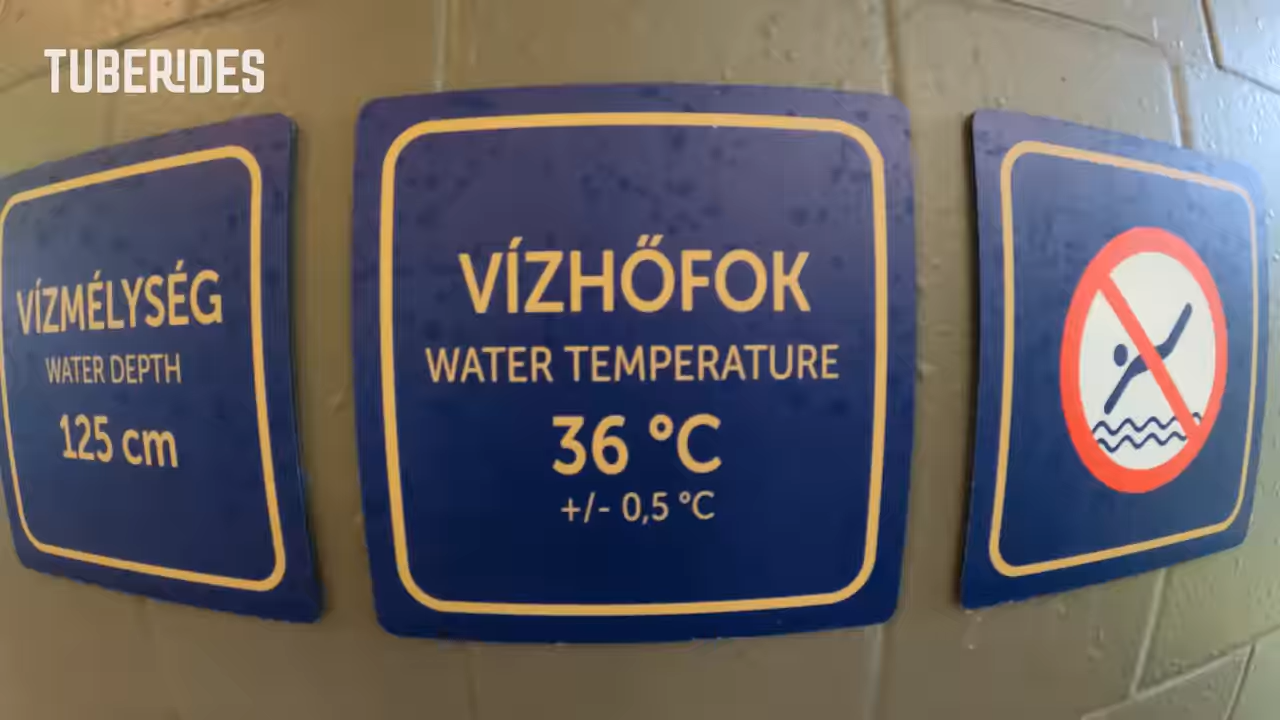 TUBERIDES
VÍZMÉLYSÉG
WATER DEPTH
125 cm
VÍZHŐFOK
WATER TEMPERATURE
36 °C
+/- 0,5 °C